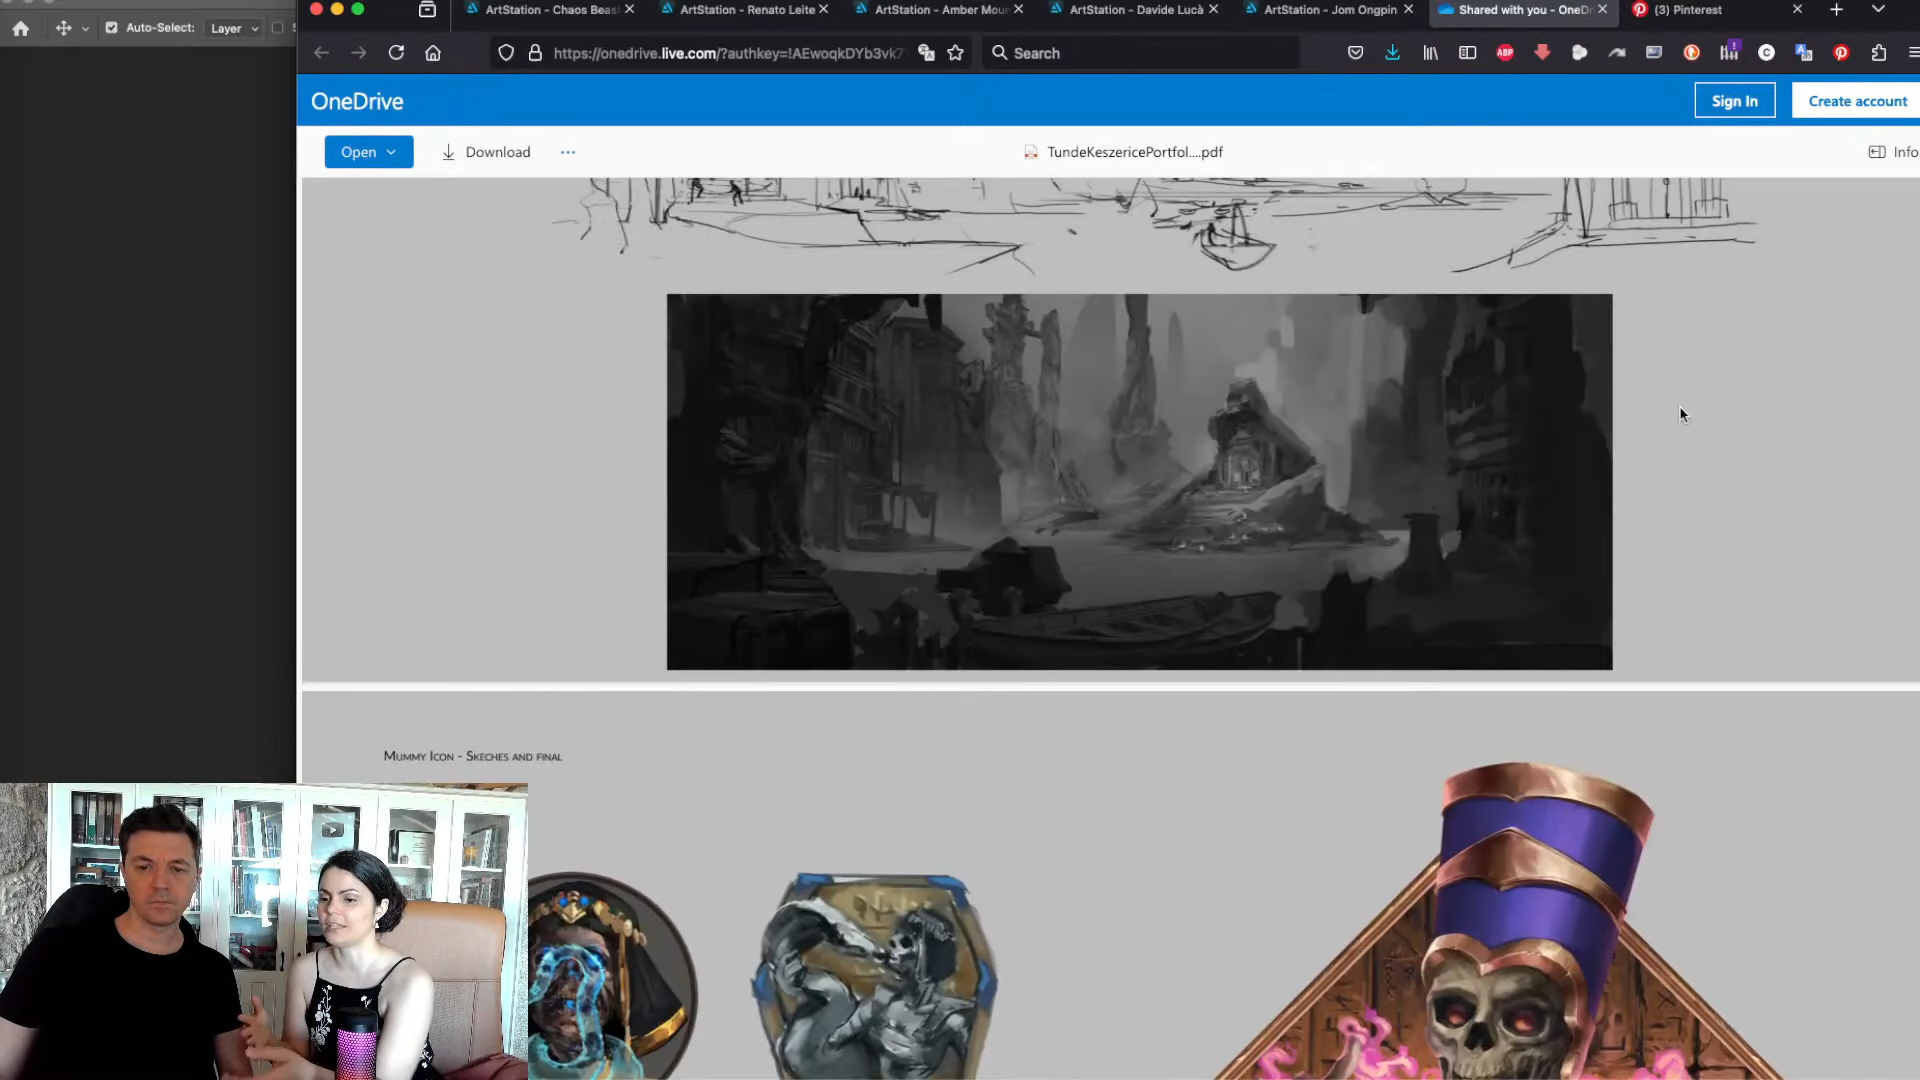 Auto-Select:
Layer
ArtStation - Chaos Beas
ArtStation - Renato Leite
ArtStation - Amber Mour
ArtStation - Davide Lucà
ArtStation - Jom Ongpin
Shared with you - OneDr
(3) Pinterest
https://onedrive.live.com/?authkey=!AEwoqkDYb3vk7
Search
ABP
OneDrive
Sign In
Create account
Open
Download
TundeKeszericePortfol....pdf
Info
Mummy Icon - Skeches and final